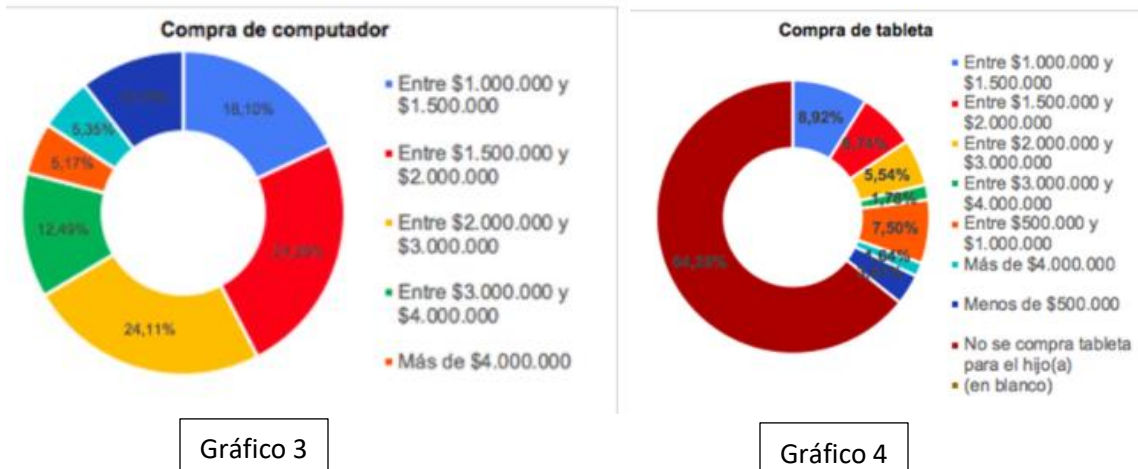 Compra de computador
18,10%
24,11%
12,49%
5,17%
5,35%
Entre $1.000.000 y
$1.500.000
Entre $1.500.000 y
$2.000.000
Entre $2.000.000 y
$3.000.000
Entre $3.000.000 y
$4.000.000
Más de $4.000.000
Gráfico 3
Compra de tableta
8,92%
6,74%
5,54%
1,78%
7,50%
Entre $1.000.000 y
$1.500.000
Entre $1.500.000 y
$2.000.000
Entre $2.000.000 y
$3.000.000
Entre $3.000.000 y
$4.000.000
Entre $500.000 y
$1.000.000
Más de $4.000.000
Menos de $500.000
No se compra tableta
para el hijo(a)
(en blanco)
Gráfico 4